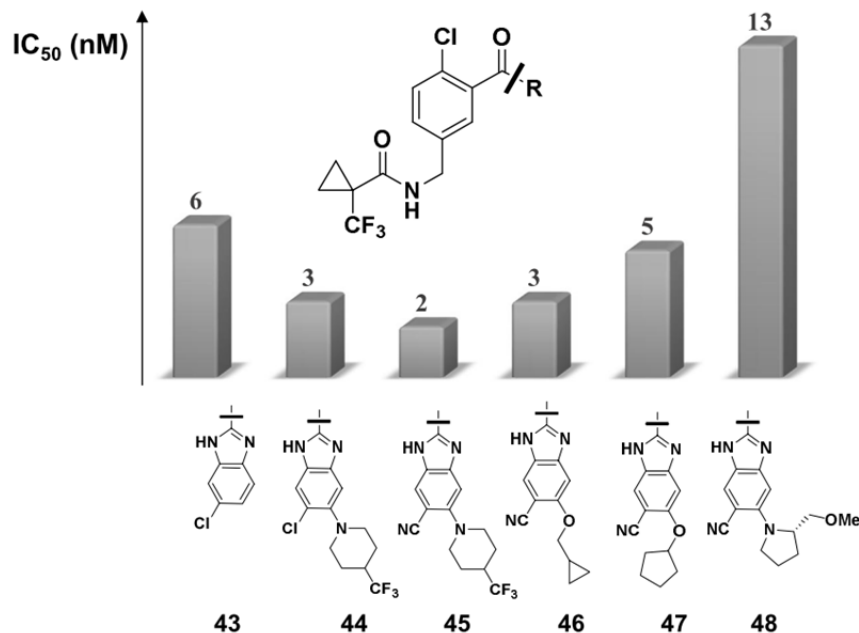 IC50 (nM)
13
Cl
O
R
O
N
H
CF3
6
3
2
3
5
HN N
Cl
HN N
Cl N
CF3
HN N
NC N
CF3
HN N
NC O
HN N
NC O
HN N
NC N OMe
43 44 45 46 47 48